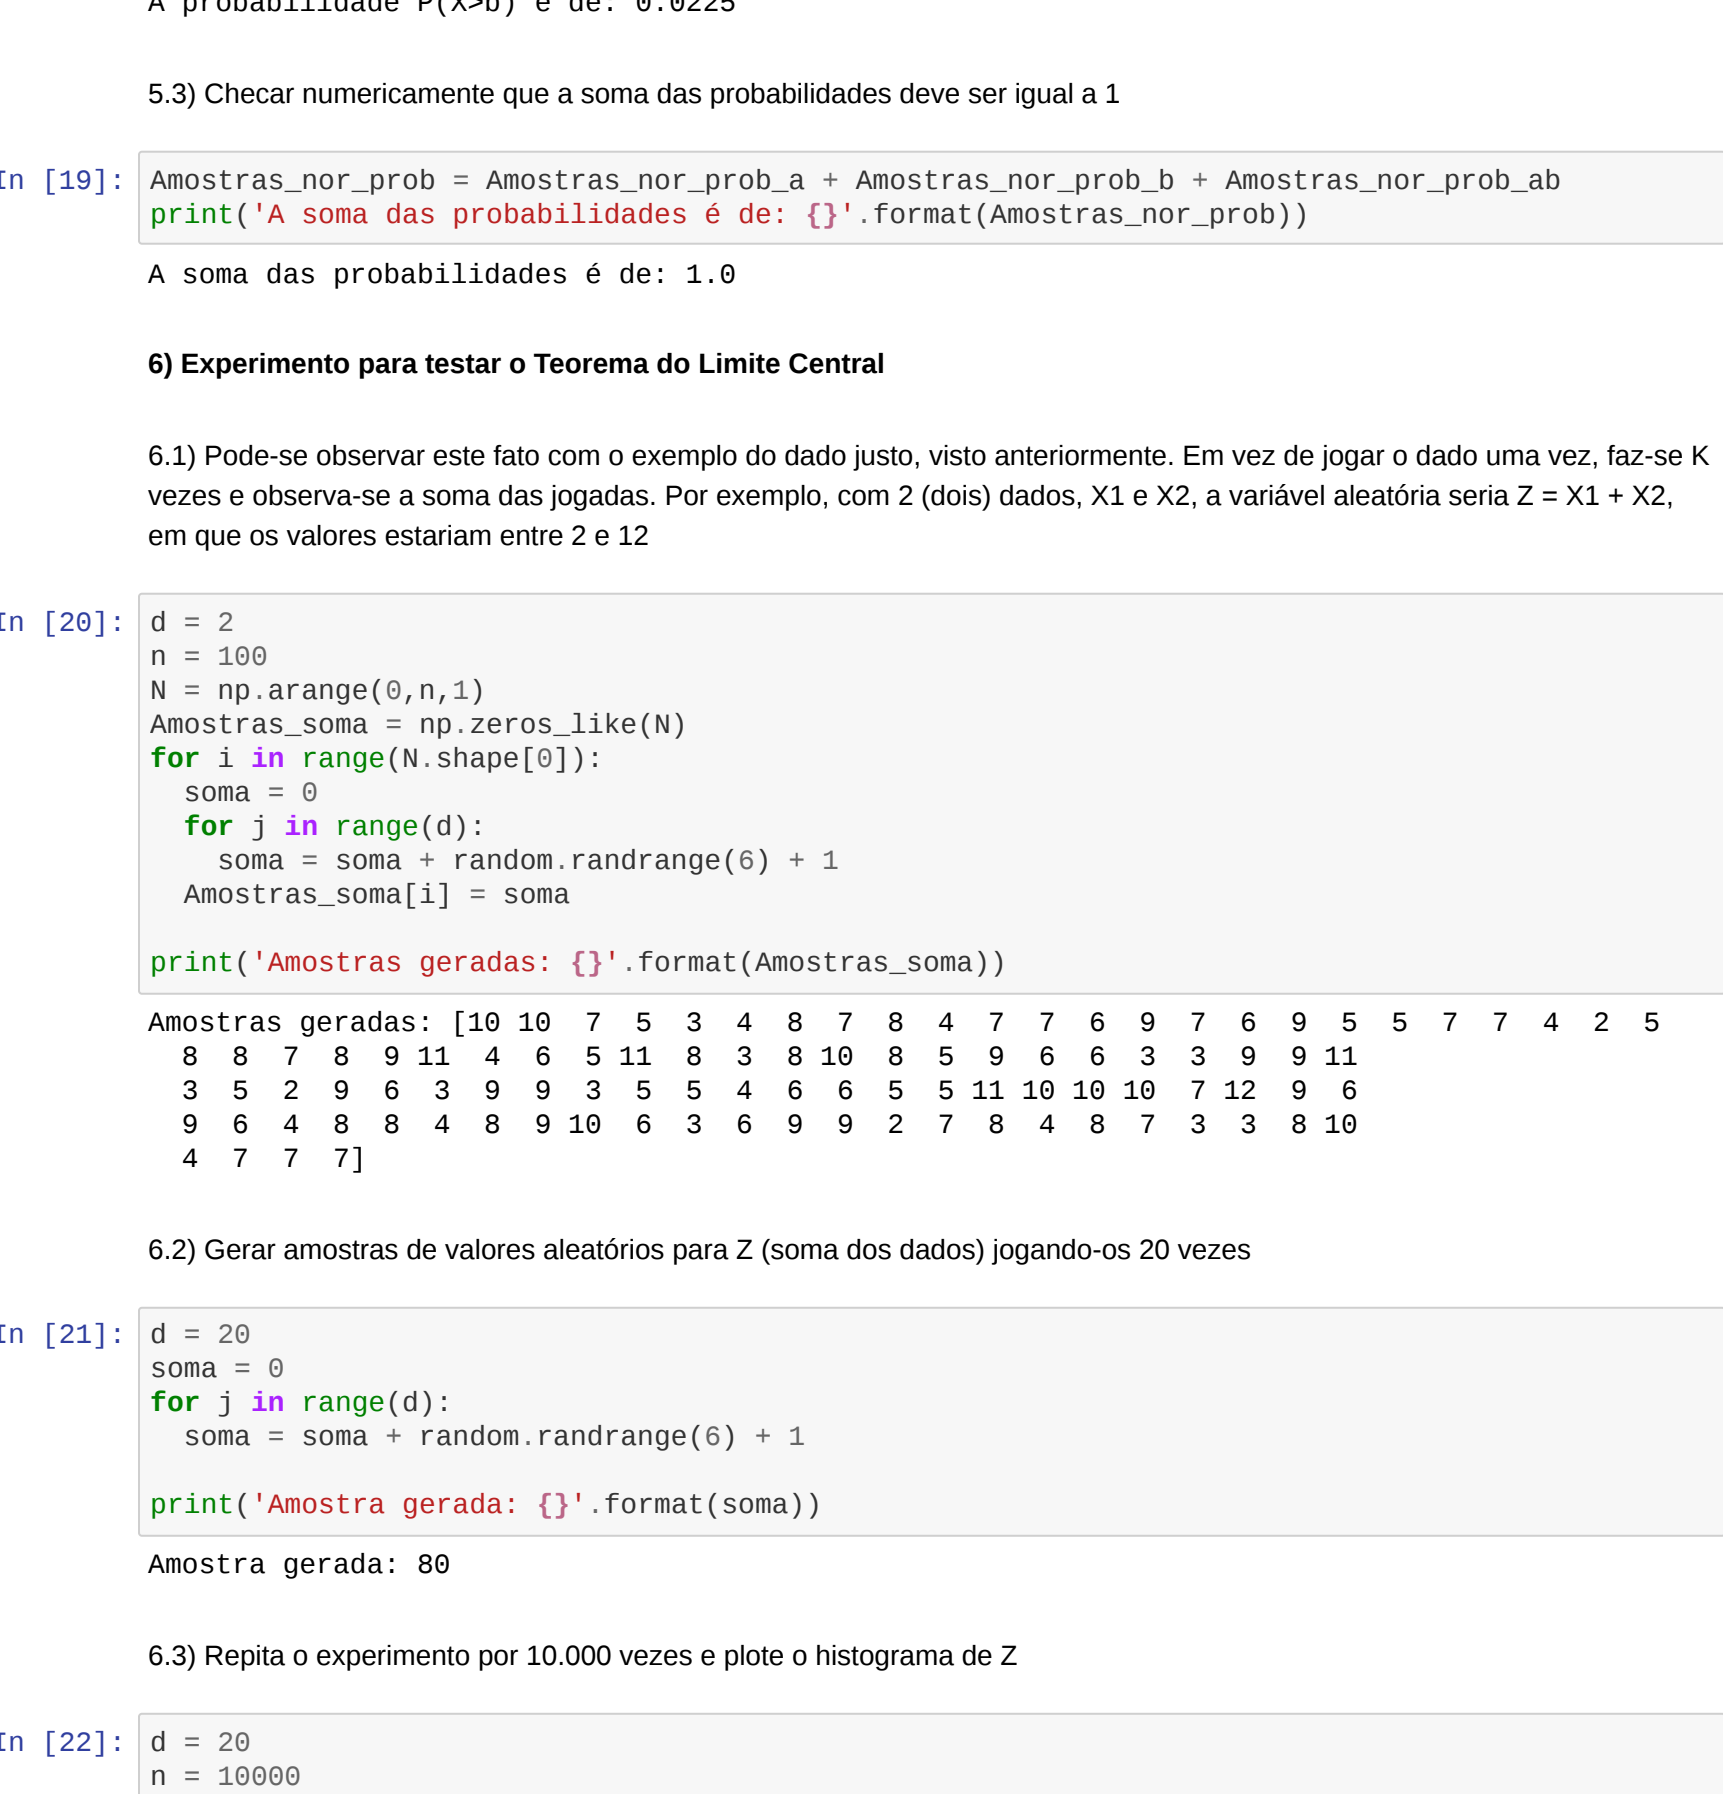 A probabilidade P(X>b) é de: 0.0225
5.3) Checar numericamente que a soma das probabilidades deve ser igual a 1
In [19]: Amostras_nor_prob = Amostras_nor_prob_a + Amostras_nor_prob_b + Amostras_nor_prob_ab
print('A soma das probabilidades é de: {}'.format(Amostras_nor_prob))
A soma das probabilidades é de: 1.0
6) Experimento para testar o Teorema do Limite Central
6.1) Pode-se observar este fato com o exemplo do dado justo, visto anteriormente. Em vez de jogar o dado uma vez, faz-se K
vezes e observa-se a soma das jogadas. Por exemplo, com 2 (dois) dados, X1 e X2, a variável aleatória seria Z = X1 + X2,
em que os valores estariam entre 2 e 12
In [20]: d = 2
n = 100
N = np.arange(0,n,1)
Amostras_soma = np.zeros_like(N)
for i in range(N.shape[0]):
  soma = 0
  for j in range(d):
    soma = soma + random.randrange(6) + 1
  Amostras_soma[i] = soma
print('Amostras geradas: {}'.format(Amostras_soma))
Amostras geradas: [10 10  7  5  3  4  8  7  8  4  7  7  6  9  7  6  9  5  5  7  7  4  2  5
  8  8  7  8  9 11  4  6  5 11  8  3  8 10  8  5  9  6  6  3  3  9  9 11
  3  5  2  9  6  3  9  9  3  5  5  4  6  6  5  5 11 10 10 10  7 12  9  6
  9  6  4  8  8  4  8  9 10  6  3  6  9  9  2  7  8  4  8  7  3  3  8 10
  4  7  7  7]
6.2) Gerar amostras de valores aleatórios para Z (soma dos dados) jogando-os 20 vezes
In [21]: d = 20
soma = 0
for j in range(d):
  soma = soma + random.randrange(6) + 1
print('Amostra gerada: {}'.format(soma))
Amostra gerada: 80
6.3) Repita o experimento por 10.000 vezes e plote o histograma de Z
In [22]: d = 20
n = 10000